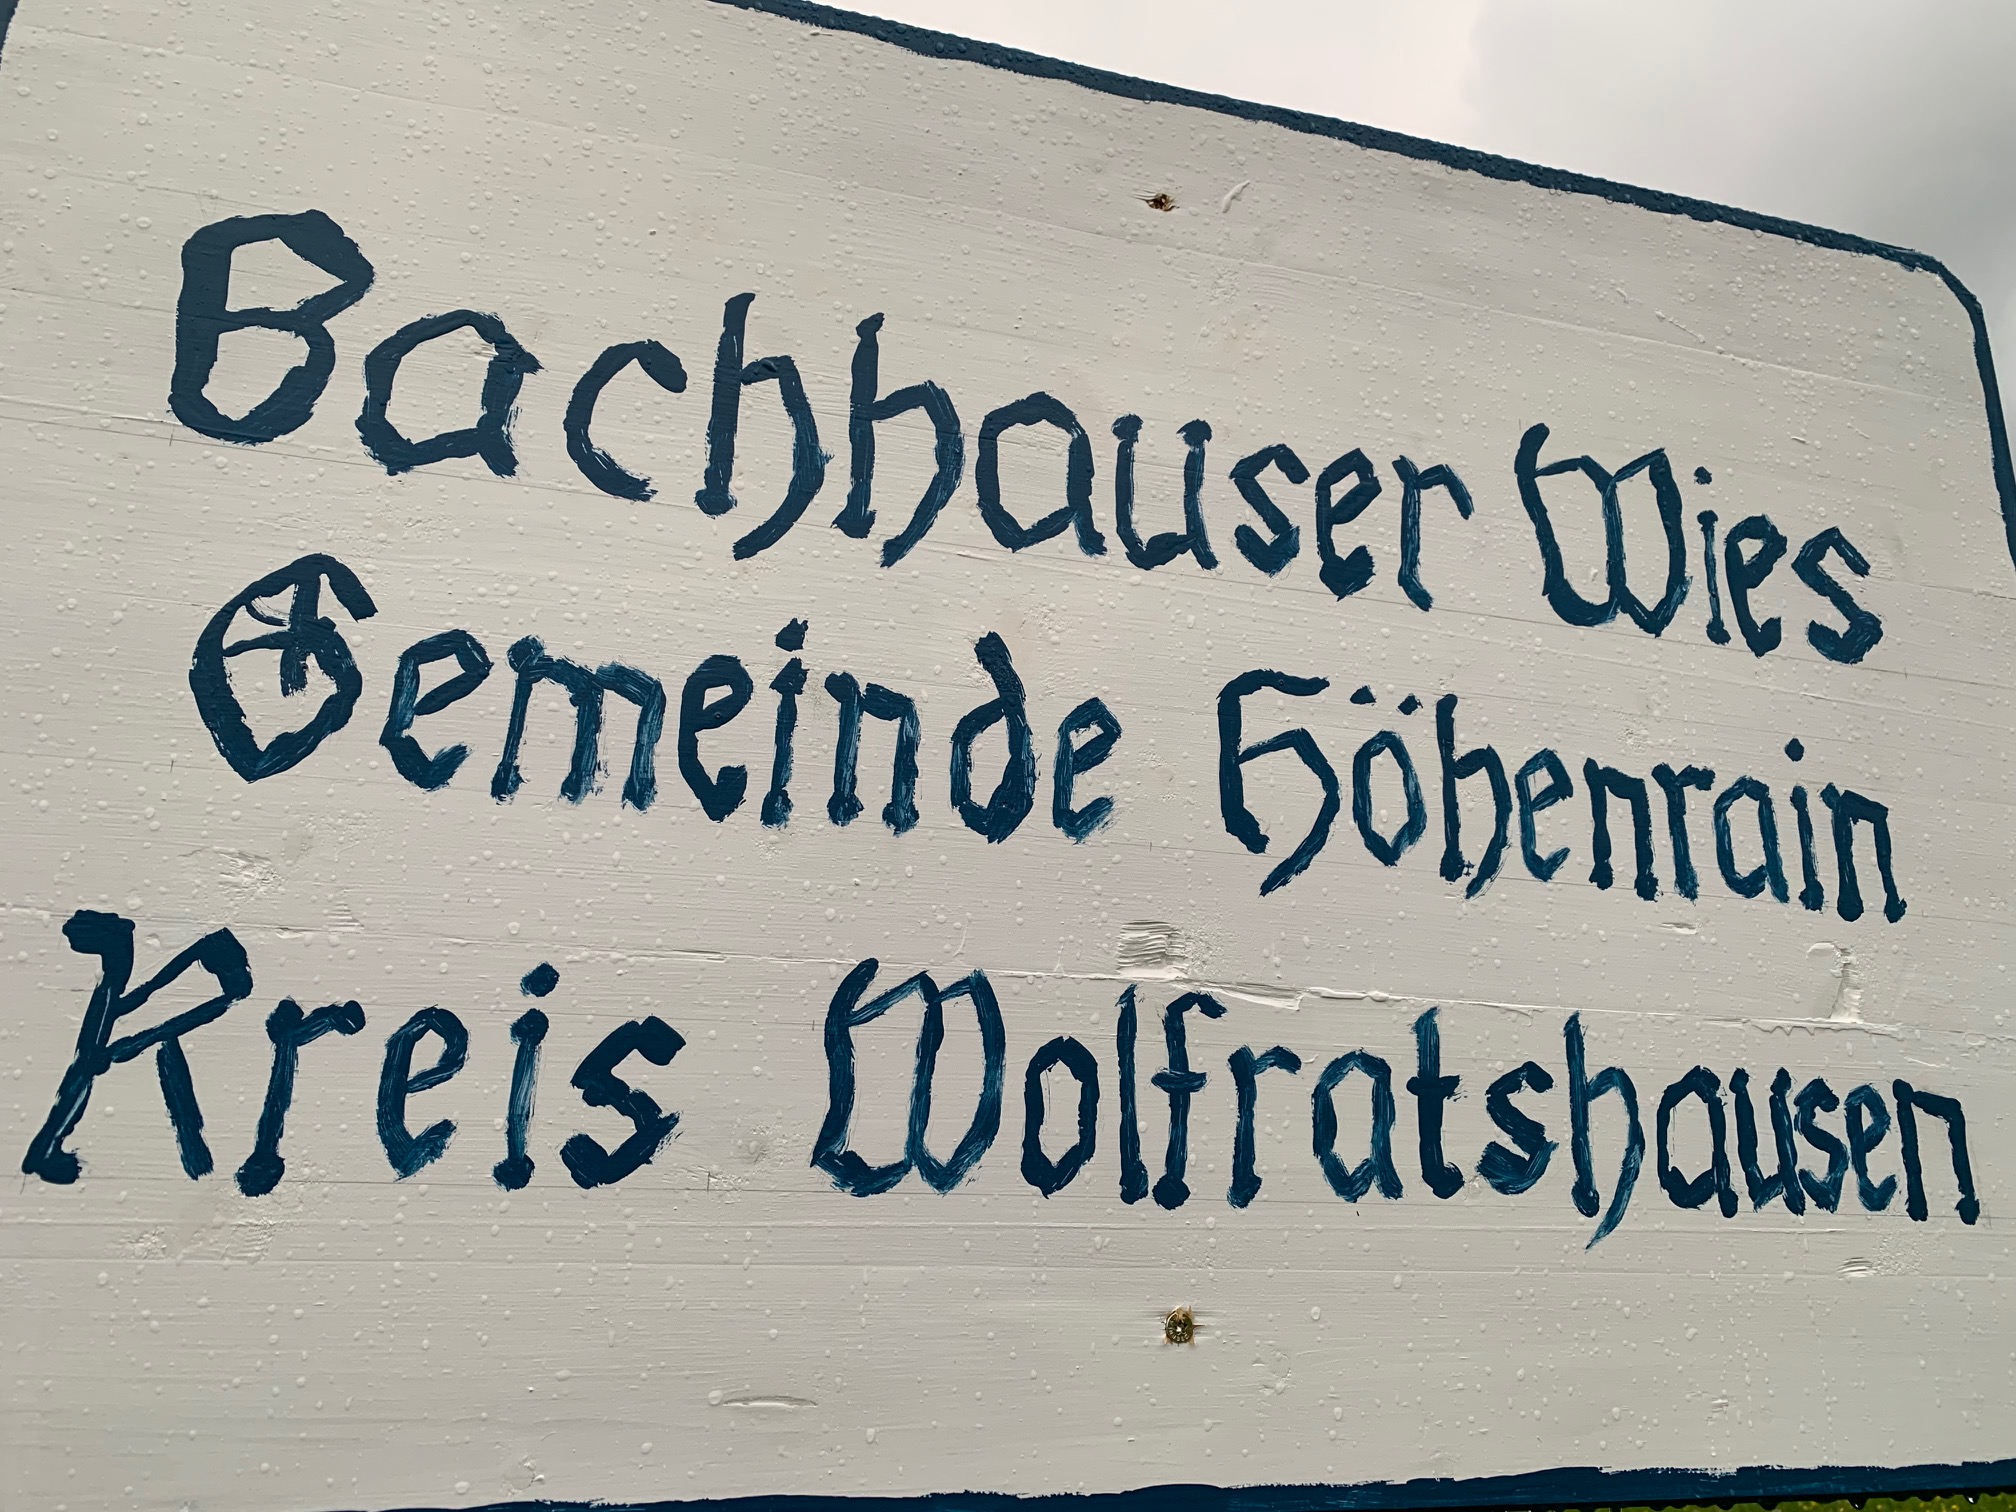 Bachhauser Wies
Gemeinde Höhenrain
Kreis Wolfratshausen